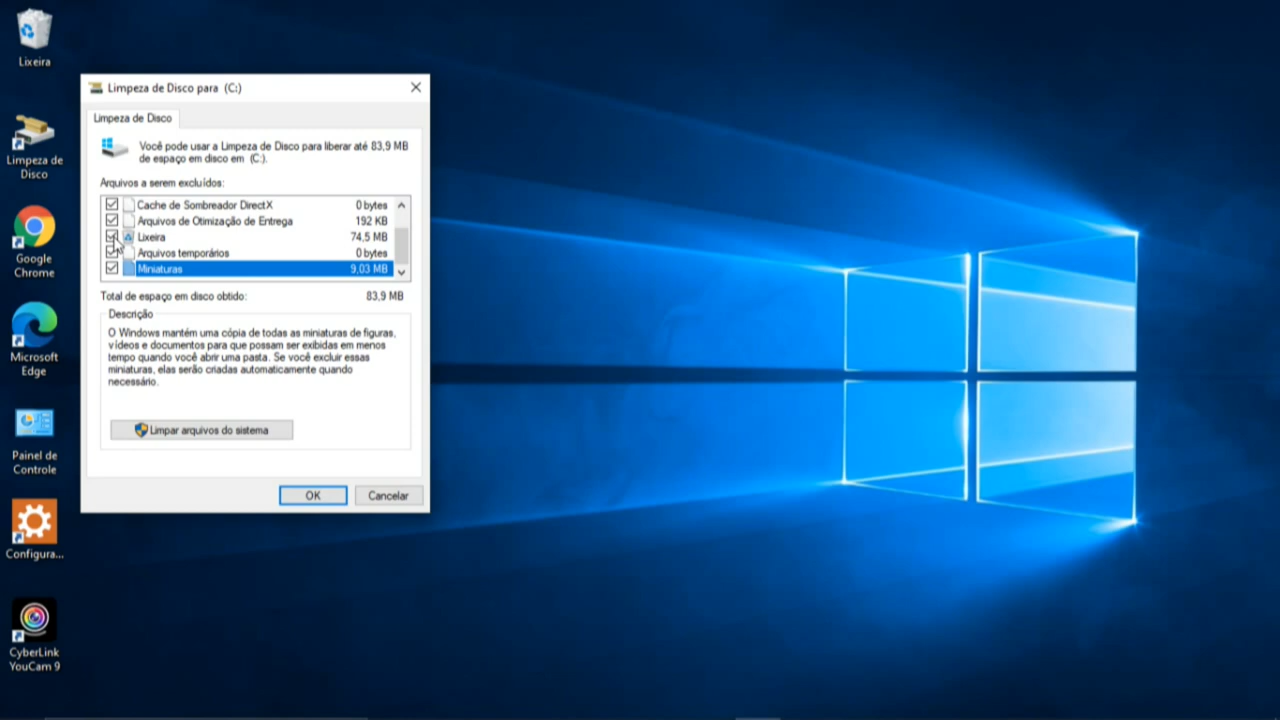 Lixeira
Limpeza de
Disco
Google
Chrome
Microsoft
Edge
Painel de
Controle
Configura...
CyberLink
YouCam 9
Limpeza de Disco para (C:)
Limpeza de Disco
Você pode usar a Limpeza de Disco para liberar até 83,9 MB
de espaço em disco em (C:).
Arquivos a serem excluídos:
Cache de Sombreador DirectX 0 bytes
Arquivos de Otimização de Entrega 192 KB
Lixeira 74,5 MB
Arquivos temporários 0 bytes
Miniaturas 9,03 MB
Total de espaço em disco obtido: 83,9 MB
Descrição
O Windows mantém uma cópia de todas as miniaturas de figuras,
vídeos e documentos para que possam ser exibidas em menos
tempo quando você abrir uma pasta. Se você excluir essas
miniaturas, elas serão criadas automaticamente quando
necessário.
Limpar arquivos do sistema
OK Cancelar